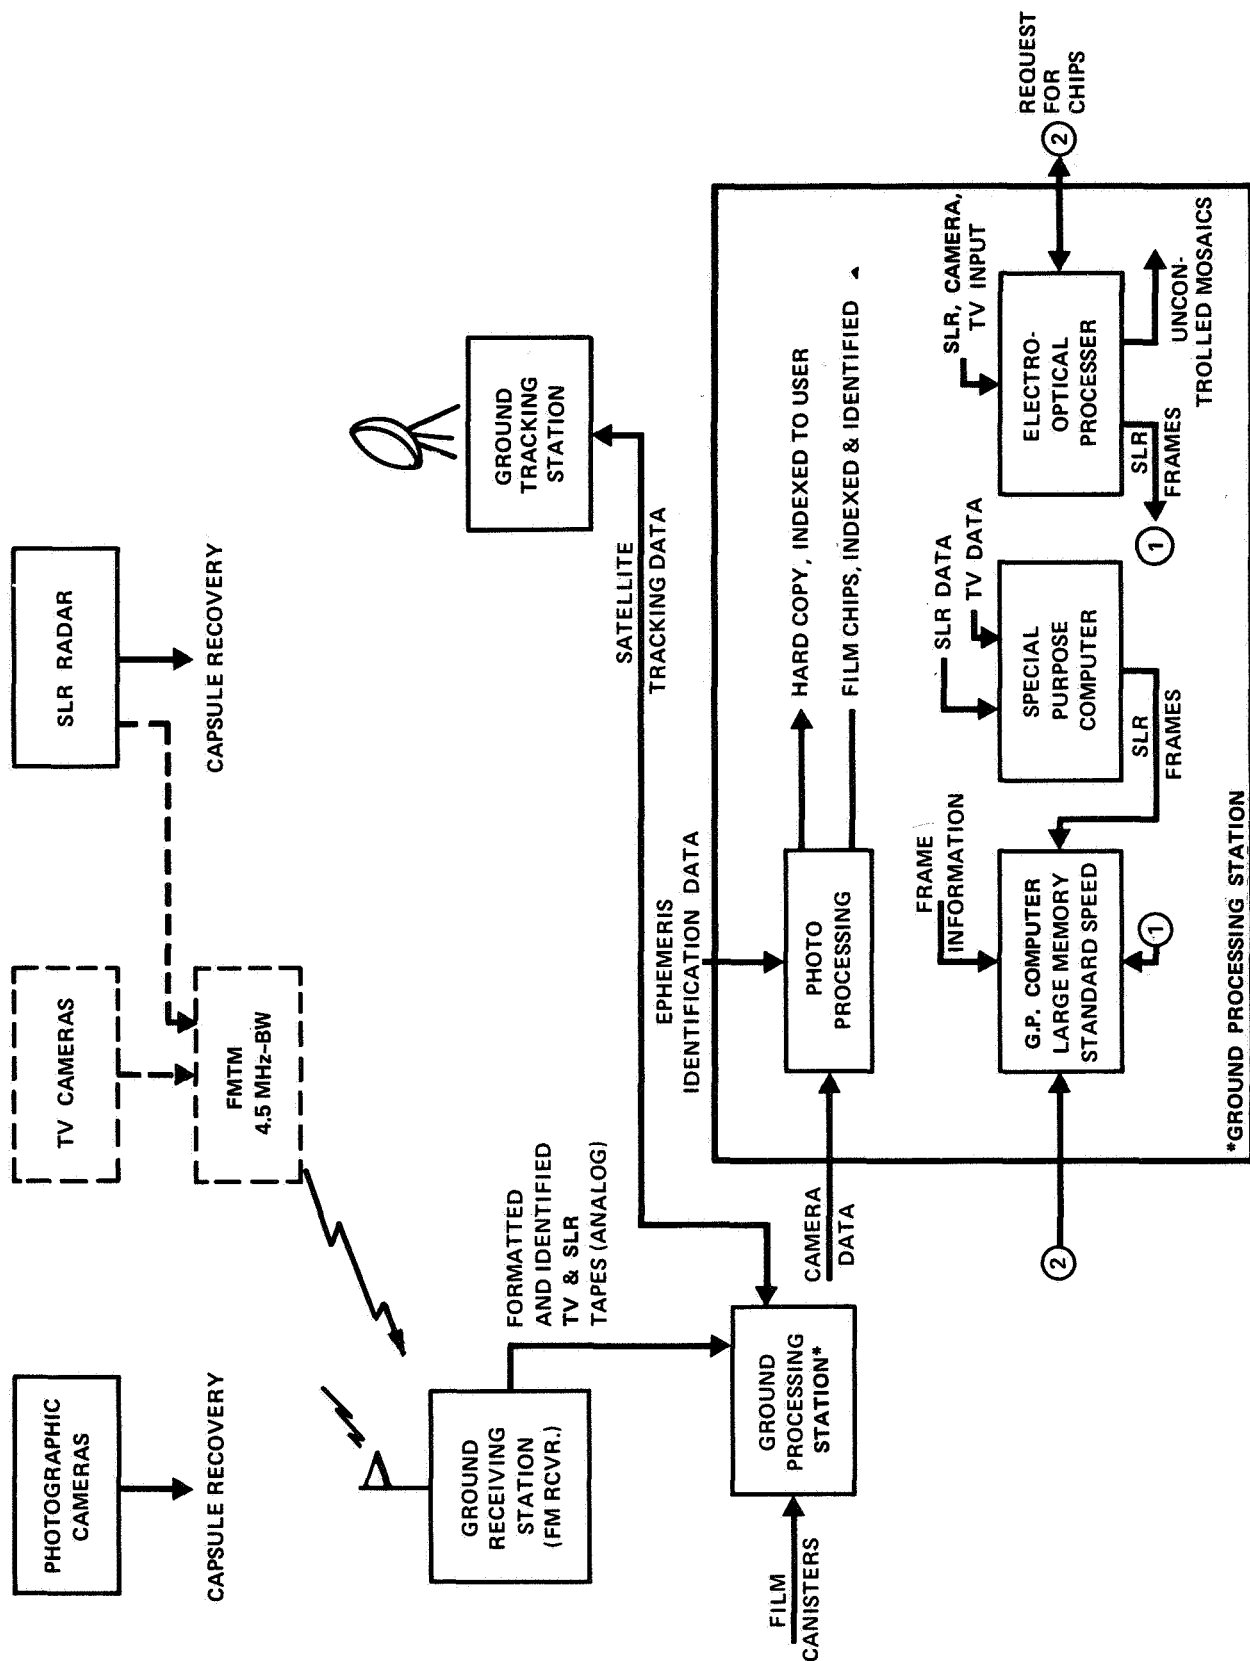 PHOTOGRAPHIC
CAMERAS
CAPSULE RECOVERY
TV CAMERAS
FMTM
4.5 MHz–BW
SLR RADAR
CAPSULE RECOVERY
GROUND
RECEIVING
STATION
(FM RCVR.)
FORMATTED
AND IDENTIFIED
TV & SLR
TAPES (ANALOG)
GROUND
TRACKING
STATION
SATELLITE
TRACKING DATA
FILM
CANISTERS
GROUND
PROCESSING
STATION*
EPHEMERIS
IDENTIFICATION DATA
CAMERA
DATA
PHOTO
PROCESSING
HARD COPY, INDEXED TO USER
FILM CHIPS, INDEXED & IDENTIFIED
2
FRAME
INFORMATION
G.P. COMPUTER
LARGE MEMORY
STANDARD SPEED
1
SLR DATA
TV DATA
SPECIAL
PURPOSE
COMPUTER
SLR
FRAMES
SLR, CAMERA,
TV INPUT
ELECTRO-
OPTICAL
PROCESSER
SLR
FRAMES
1
UNCON-
TROLLED MOSAICS
2
REQUEST
FOR
CHIPS
*GROUND PROCESSING STATION